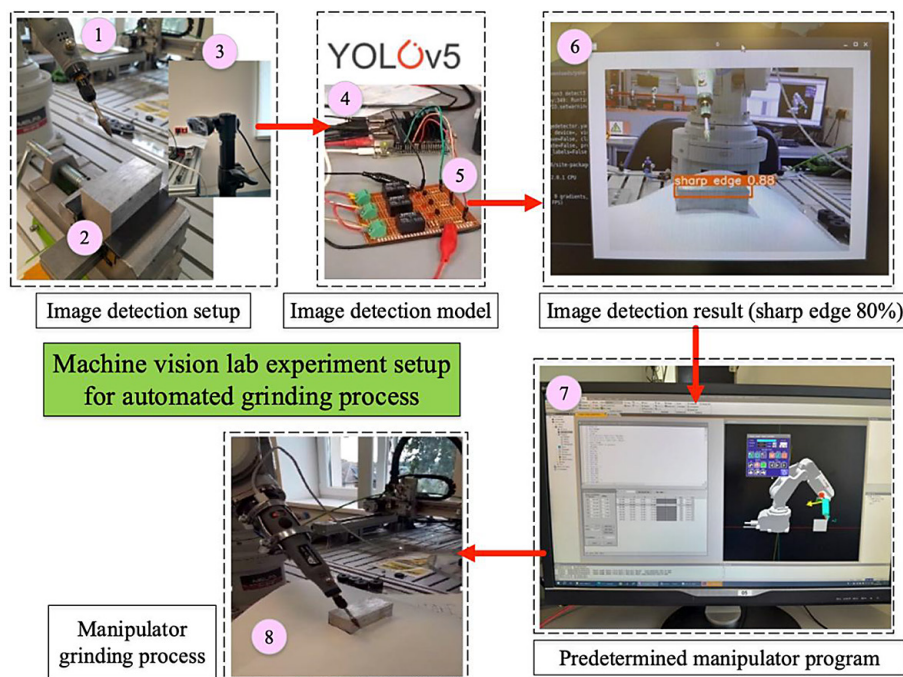 1
3
2
Image detection setup
YOLOv5
4
5
Image detection model
6
sharp edge 0.88
Image detection result (sharp edge 80%)
Machine vision lab experiment setup
for automated grinding process
7
Predetermined manipulator program
8
Manipulator
grinding process